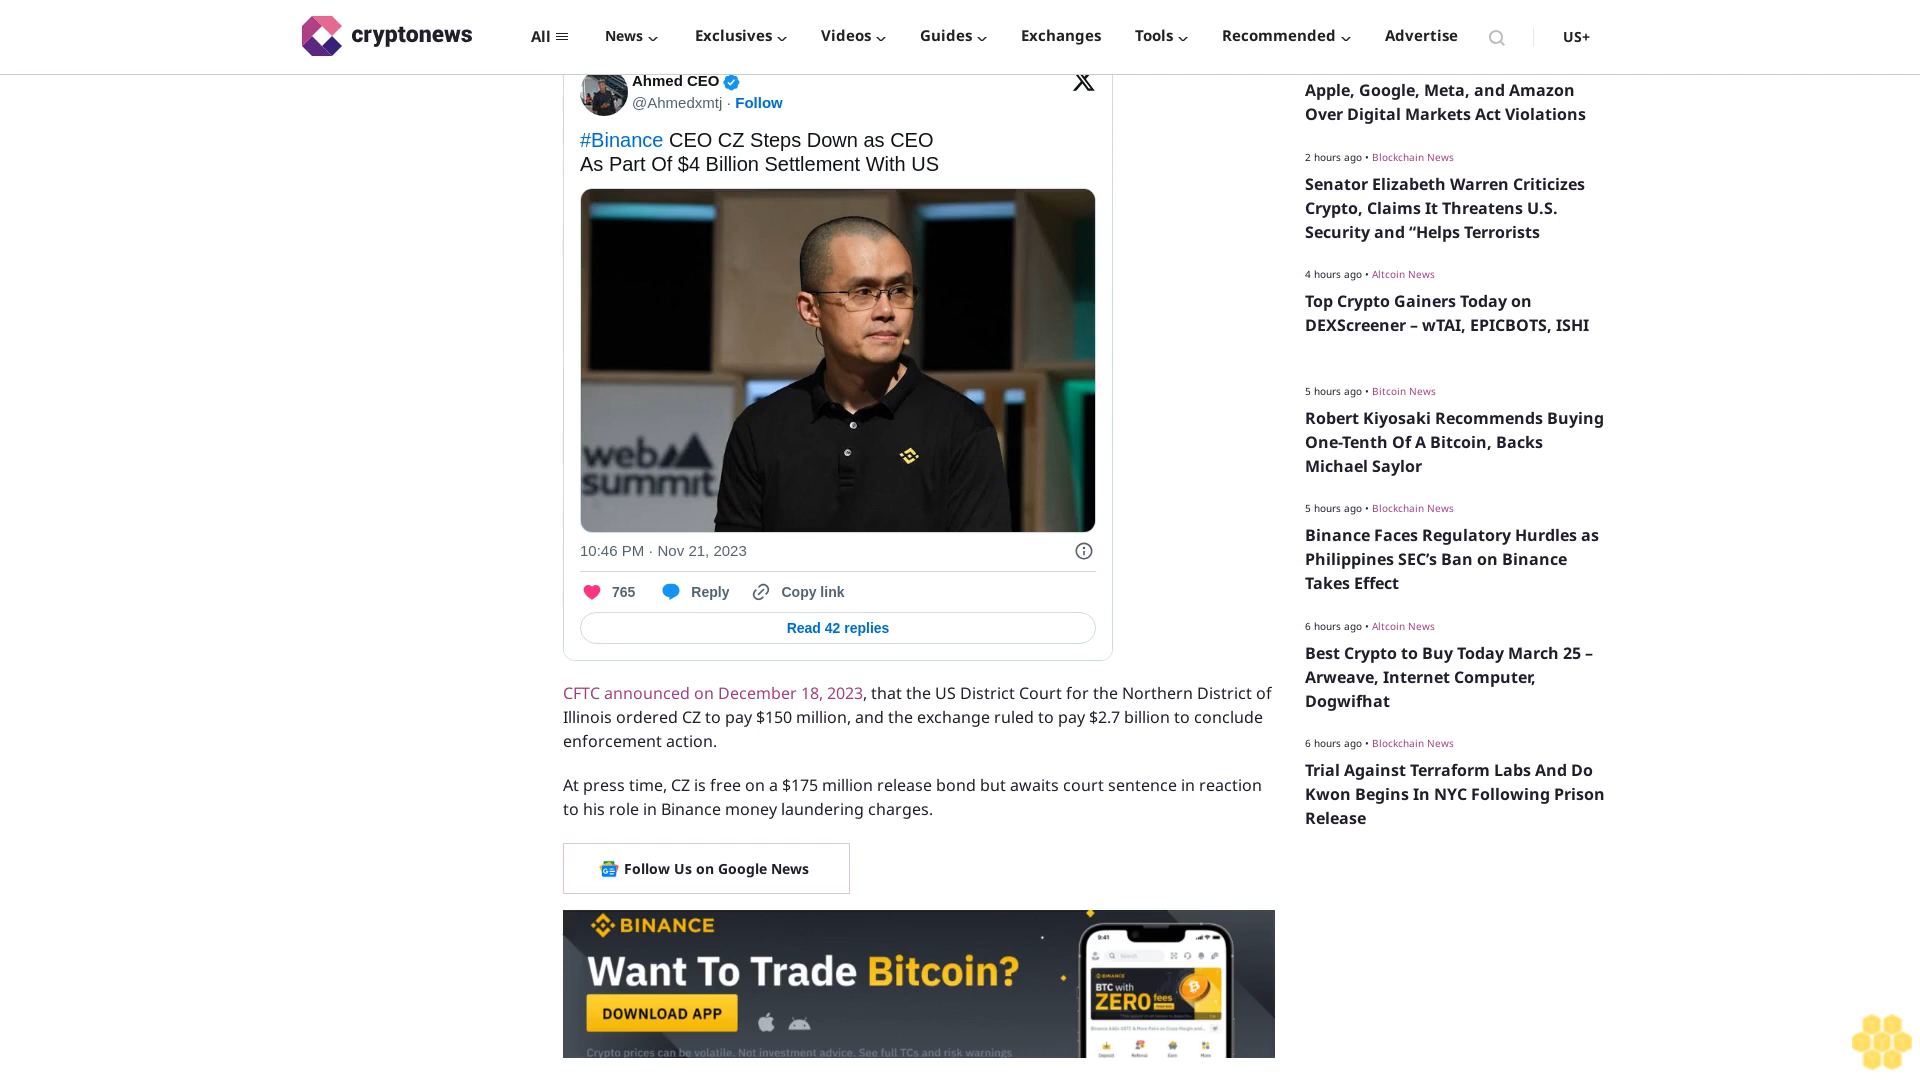 cryptonews
All
News
Exclusives
Videos
Guides
Exchanges
Tools
Recommended
Advertise
US+
Ahmed CEO
@Ahmedxmtj · Follow
#Binance CEO CZ Steps Down as CEO
As Part Of $4 Billion Settlement With US
web
summit
10:46 PM · Nov 21, 2023
765
Reply
Copy link
Read 42 replies
CFTC announced on December 18, 2023, that the US District Court for the Northern District of
Illinois ordered CZ to pay $150 million, and the exchange ruled to pay $2.7 billion to conclude
enforcement action.
At press time, CZ is free on a $175 million release bond but awaits court sentence in reaction
to his role in Binance money laundering charges.
Follow Us on Google News
BINANCE
Want To Trade Bitcoin?
DOWNLOAD APP
Crypto prices can be volatile. Not investment advice. See full TCs and risk warnings
9:41
Search
BINANCE
BTC with
ZERO fees
Deposit
Referral
Earn
More
Apple, Google, Meta, and Amazon
Over Digital Markets Act Violations
2 hours ago • Blockchain News
Senator Elizabeth Warren Criticizes
Crypto, Claims It Threatens U.S.
Security and “Helps Terrorists
4 hours ago • Altcoin News
Top Crypto Gainers Today on
DEXScreener – wTAI, EPICBOTS, ISHI
5 hours ago • Bitcoin News
Robert Kiyosaki Recommends Buying
One-Tenth Of A Bitcoin, Backs
Michael Saylor
5 hours ago • Blockchain News
Binance Faces Regulatory Hurdles as
Philippines SEC’s Ban on Binance
Takes Effect
6 hours ago • Altcoin News
Best Crypto to Buy Today March 25 –
Arweave, Internet Computer,
Dogwifhat
6 hours ago • Blockchain News
Trial Against Terraform Labs And Do
Kwon Begins In NYC Following Prison
Release